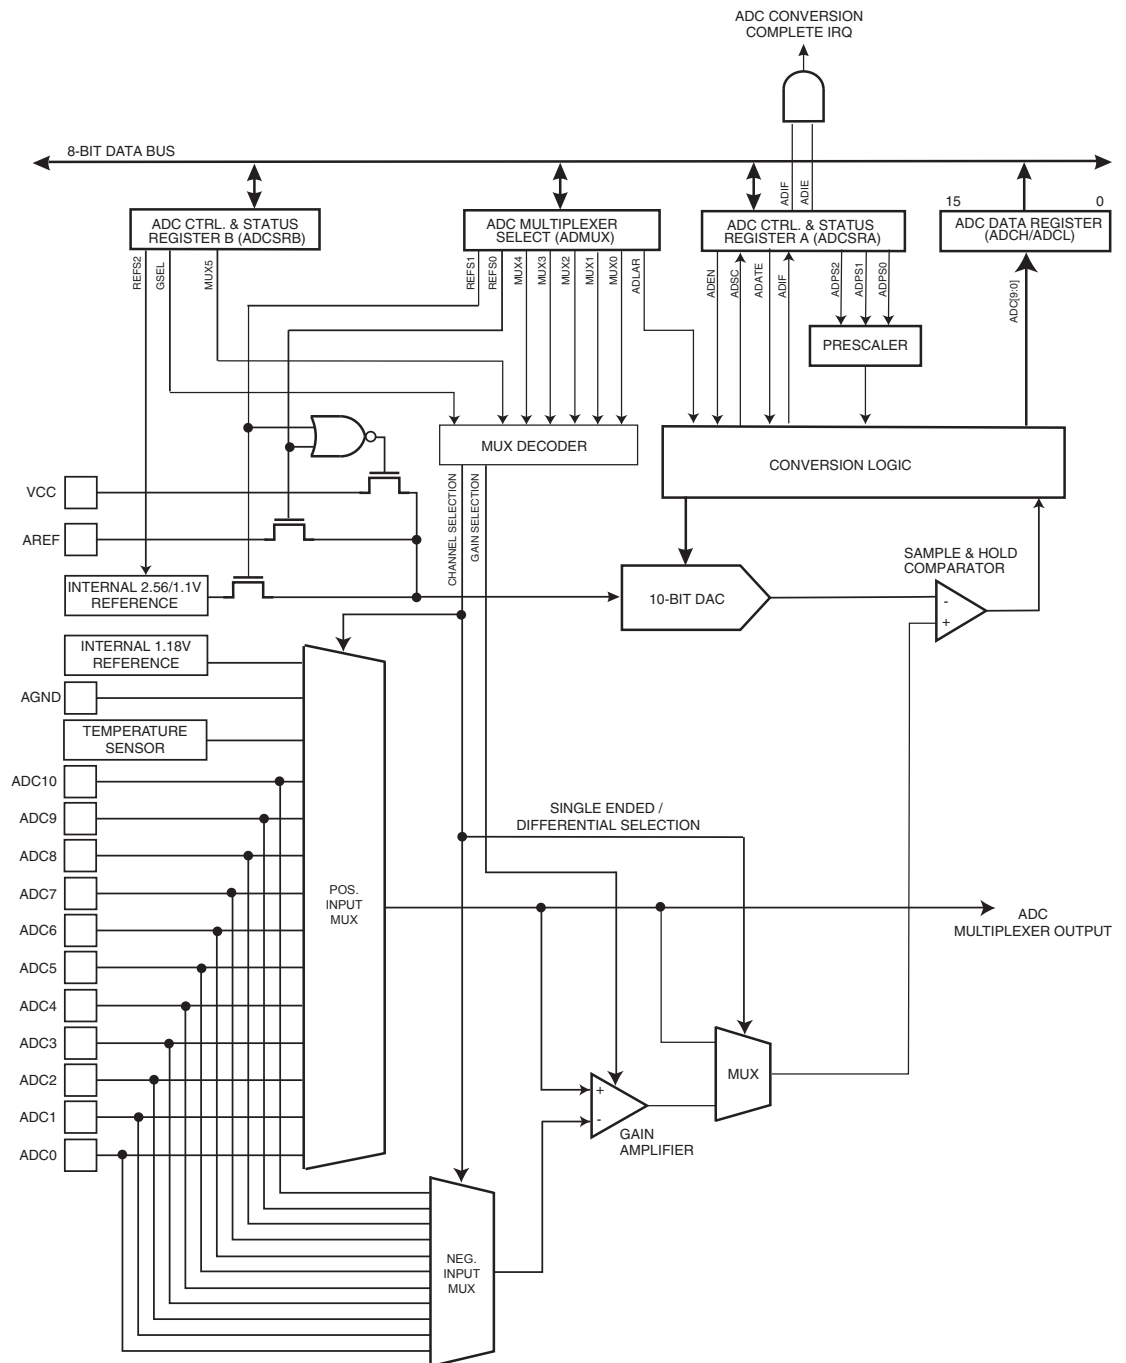 ADC CONVERSION
COMPLETE IRQ
8-BIT DATA BUS
ADIF
ADIE
15
0
ADC CTRL. & STATUS
REGISTER B (ADCSRB)
ADC MULTIPLEXER
SELECT (ADMUX)
ADC CTRL. & STATUS
REGISTER A (ADCSRA)
ADC DATA REGISTER
(ADCH/ADCL)
REFS2
GSEL
MUX5
REFS1
REFS0
MUX4
MUX3
MUX2
MUX1
MUX0
ADLAR
ADEN
ADSC
ADATE
ADIF
ADPS2
ADPS1
ADPS0
ADC[9:0]
PRESCALER
MUX DECODER
CONVERSION LOGIC
VCC
AREF
CHANNEL SELECTION
GAIN SELECTION
SAMPLE & HOLD
COMPARATOR
INTERNAL 2.56/1.1V
REFERENCE
10-BIT DAC
-
+
INTERNAL 1.18V
REFERENCE
AGND
TEMPERATURE
SENSOR
ADC10
ADC9
ADC8
ADC7
ADC6
ADC5
ADC4
ADC3
ADC2
ADC1
ADC0
SINGLE ENDED /
DIFFERENTIAL SELECTION
POS.
INPUT
MUX
ADC
MULTIPLEXER OUTPUT
MUX
+
-
GAIN
AMPLIFIER
NEG.
INPUT
MUX